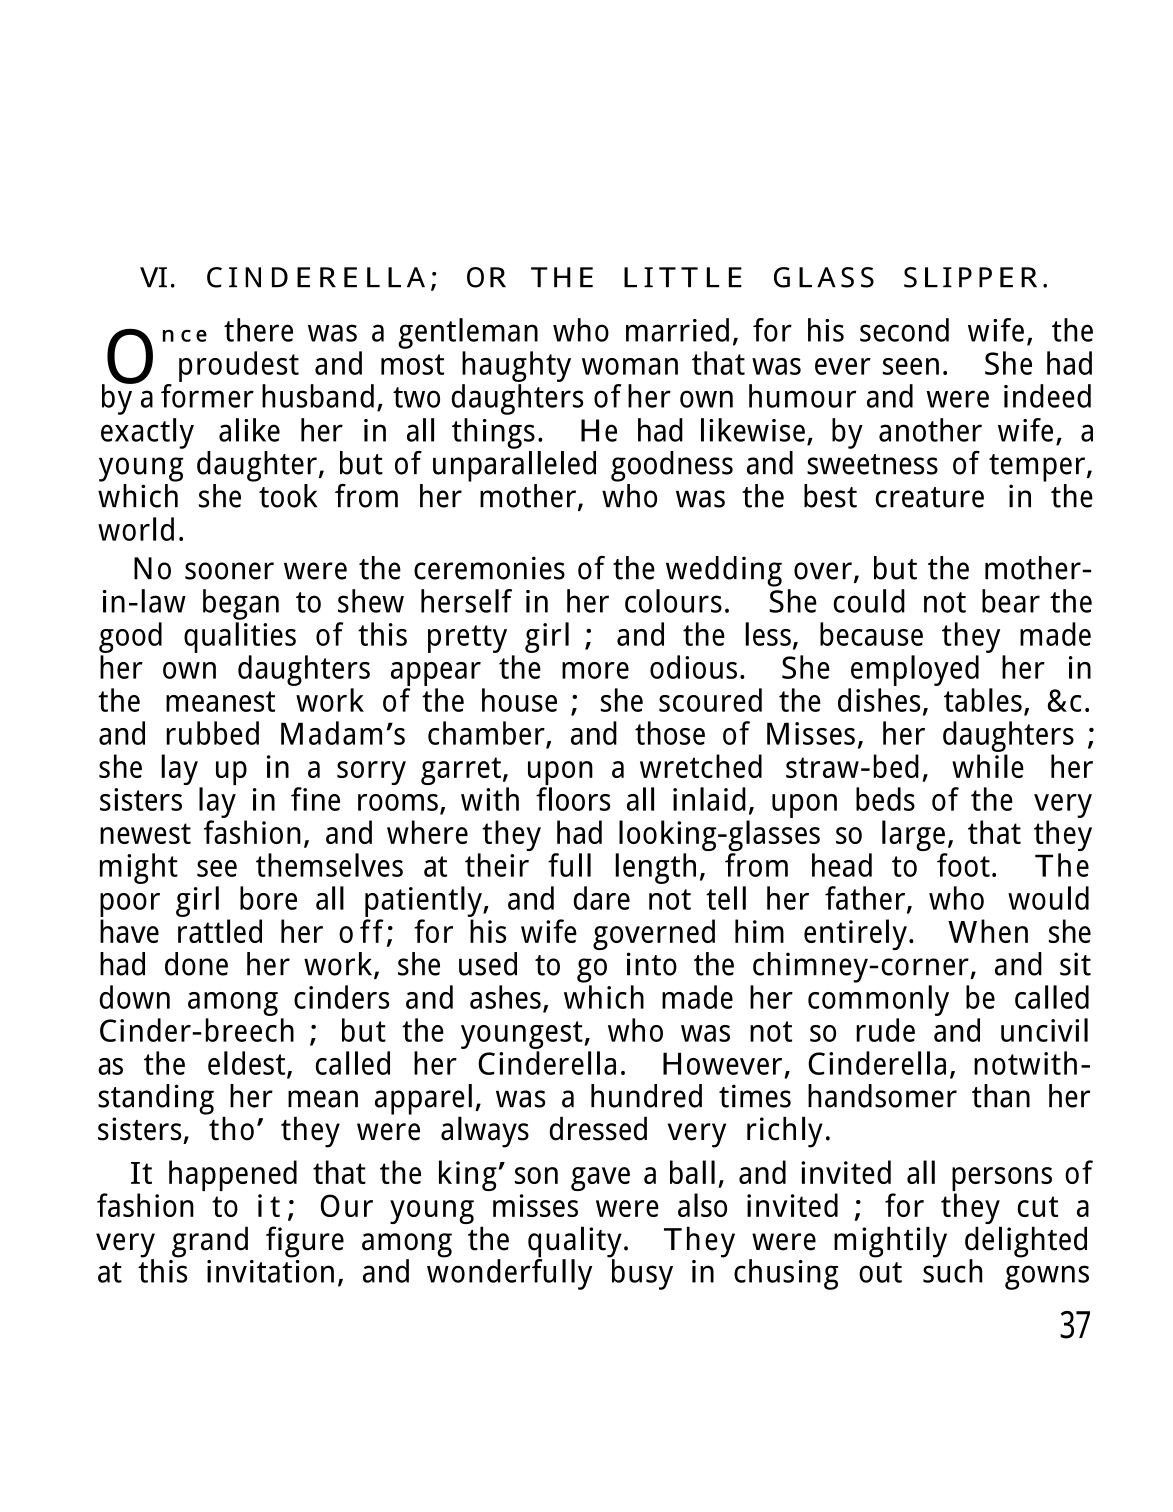 VI. CINDERELLA; OR THE LITTLE GLASS SLIPPER.
Once there was a gentleman who married, for his second wife, the
proudest and most haughty woman that was ever seen. She had
by a former husband, two daughters of her own humour and were indeed
exactly alike her in all things. He had likewise, by another wife, a
young daughter, but of unparalleled goodness and sweetness of temper,
which she took from her mother, who was the best creature in the
world.
No sooner were the ceremonies of the wedding over, but the mother-
in-law began to shew herself in her colours. She could not bear the
good qualities of this pretty girl ; and the less, because they made
her own daughters appear the more odious. She employed her in
the meanest work of the house ; she scoured the dishes, tables, &c.
and rubbed Madam’s chamber, and those of Misses, her daughters ;
she lay up in a sorry garret, upon a wretched straw-bed, while her
sisters lay in fine rooms, with floors all inlaid, upon beds of the very
newest fashion, and where they had looking-glasses so large, that they
might see themselves at their full length, from head to foot. The
poor girl bore all patiently, and dare not tell her father, who would
have rattled her off; for his wife governed him entirely. When she
had done her work, she used to go into the chimney-corner, and sit
down among cinders and ashes, which made her commonly be called
Cinder-breech ; but the youngest, who was not so rude and uncivil
as the eldest, called her Cinderella. However, Cinderella, notwith-
standing her mean apparel, was a hundred times handsomer than her
sisters, tho’ they were always dressed very richly.
It happened that the king’ son gave a ball, and invited all persons of
fashion to it; Our young misses were also invited ; for they cut a
very grand figure among the quality. They were mightily delighted
at this invitation, and wonderfully busy in chusing out such gowns
37